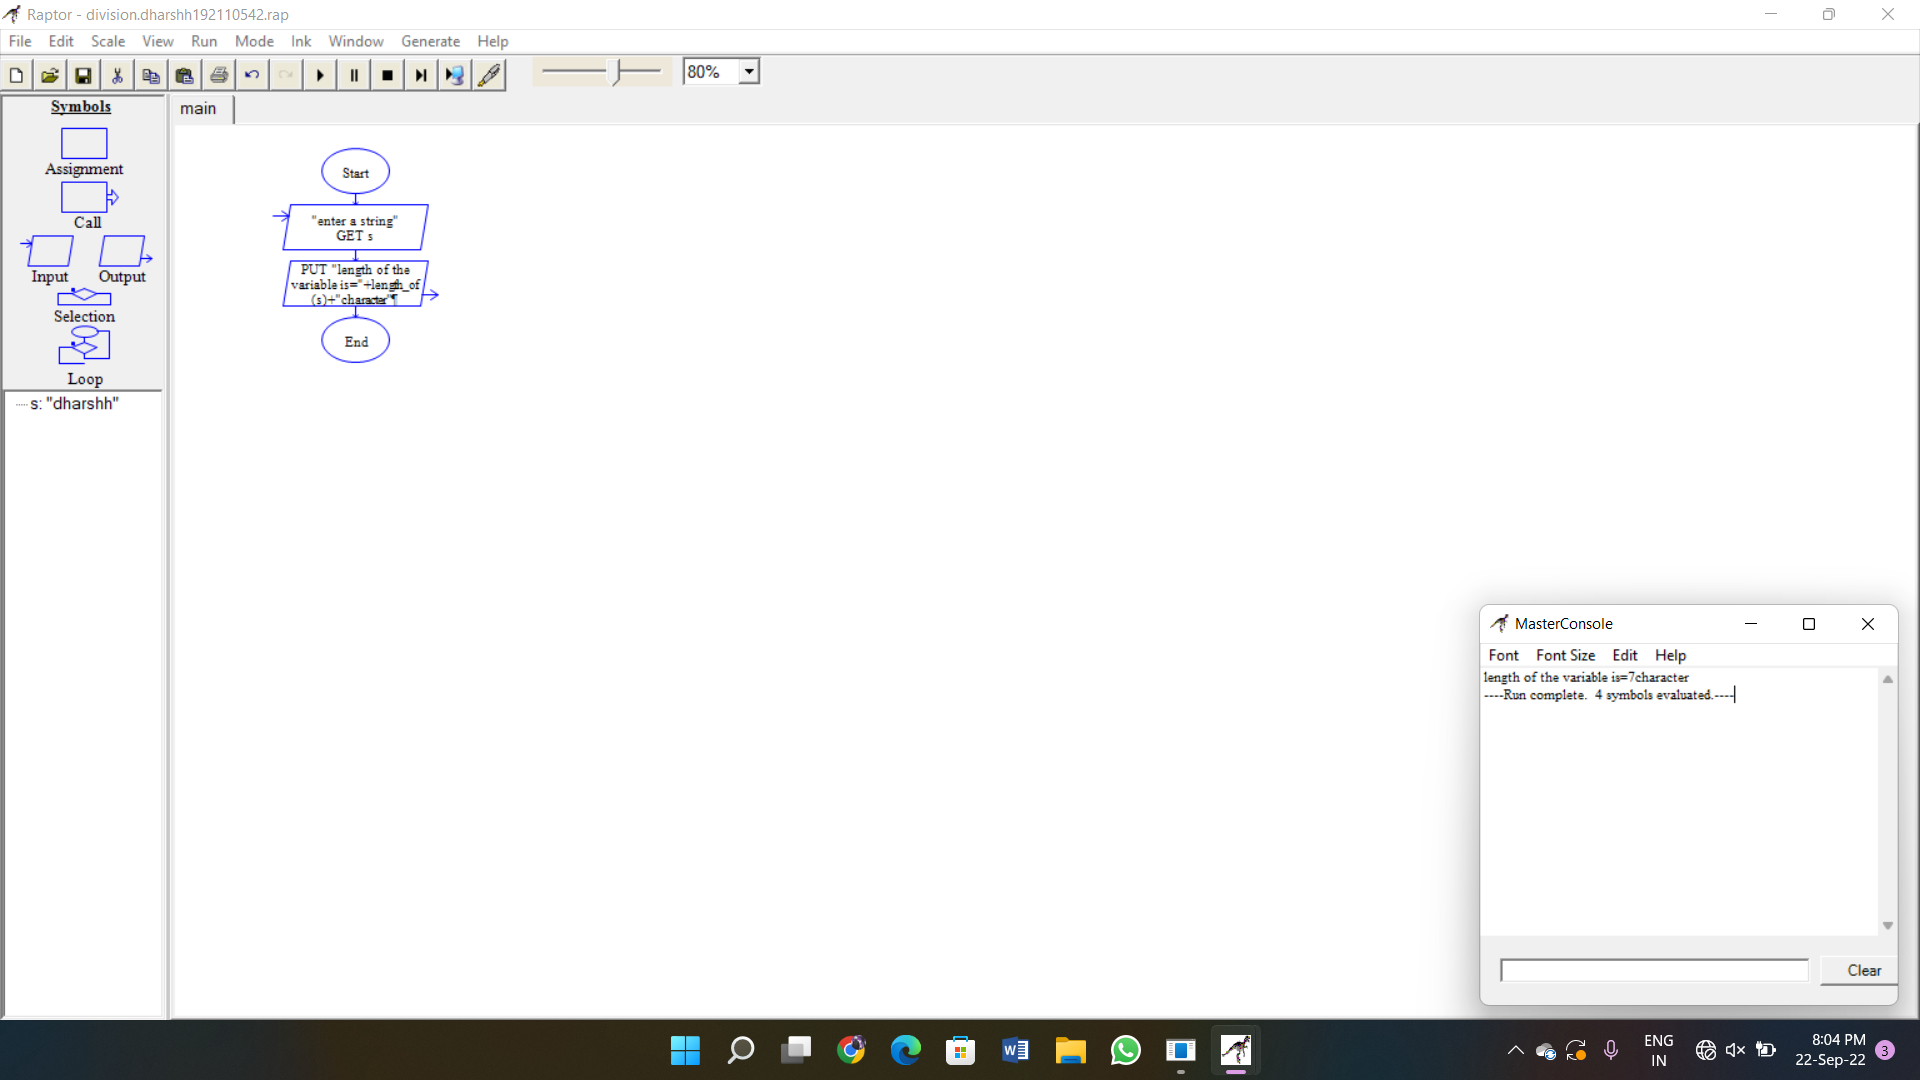 Raptor - division.dharshh192110542.rap
File Edit Scale View Run Mode Ink Window Generate Help
80%
Symbols
main
Assignment
Call
Input Output
Selection
Loop
s: "dharshh"
Start
"enter a string"
GET s
PUT "length of the
variable is="+length_of
(s)+"character"¶
End
MasterConsole
Font Font Size Edit Help
length of the variable is=7character
----Run complete.  4 symbols evaluated.----
Clear
ENG
IN
8:04 PM
22-Sep-22
3